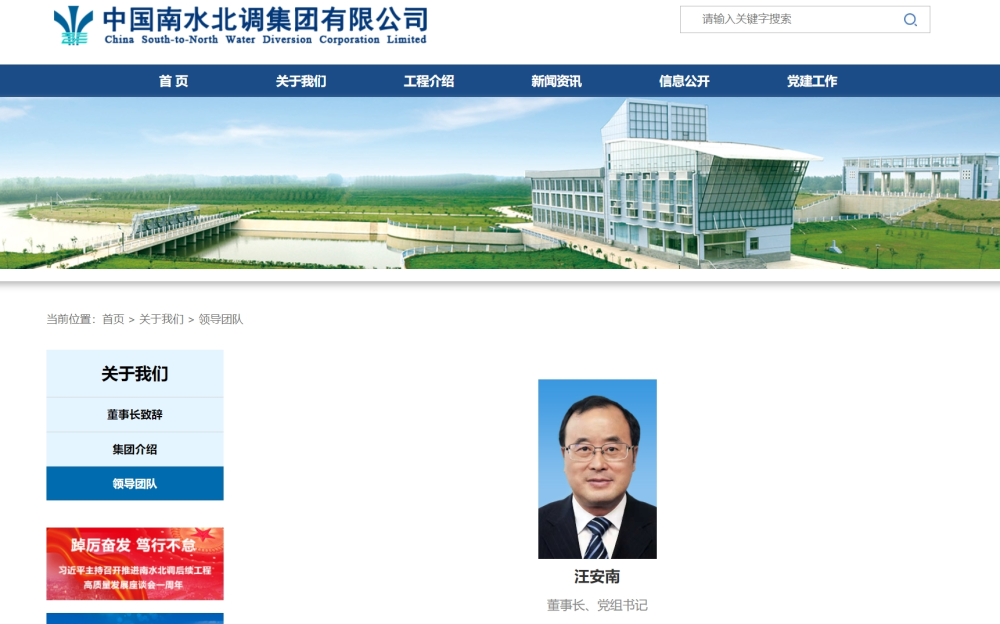 中国南水北调集团有限公司
China South-to-North Water Diversion Corporation Limited
请输入关键字搜索
首 页 关于我们 工程介绍 新闻资讯 信息公开 党建工作
当前位置：首页 > 关于我们 > 领导团队
关于我们
董事长致辞
集团介绍
领导团队
踔厉奋发 笃行不怠
习近平主持召开推进南水北调后续工程
高质量发展座谈会一周年
汪安南
董事长、党组书记